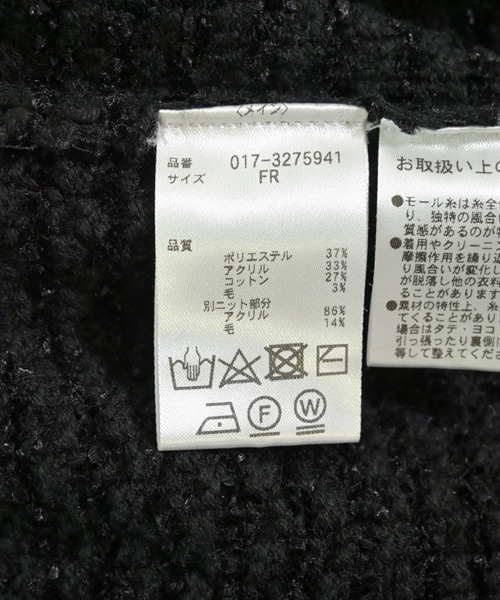 〈メイン〉
品番 017-3275941
サイズ FR
品質
ポリエステル 37%
アクリル 33%
コットン 27%
毛 3%
別ニット部分
アクリル 86%
毛 14%
F W
お取扱い上の
●モール糸は糸全
り、独特の風合い
質感があるのが特
●着用やクリーニン
摩擦作用を繰り返
り風合いが変化し
が脱落し他の衣料
ることがあります
●素材の特性上、糸
てくることがあり
場合はタテ・ヨコ
引っ張ったり裏側に
等して整えてくださ